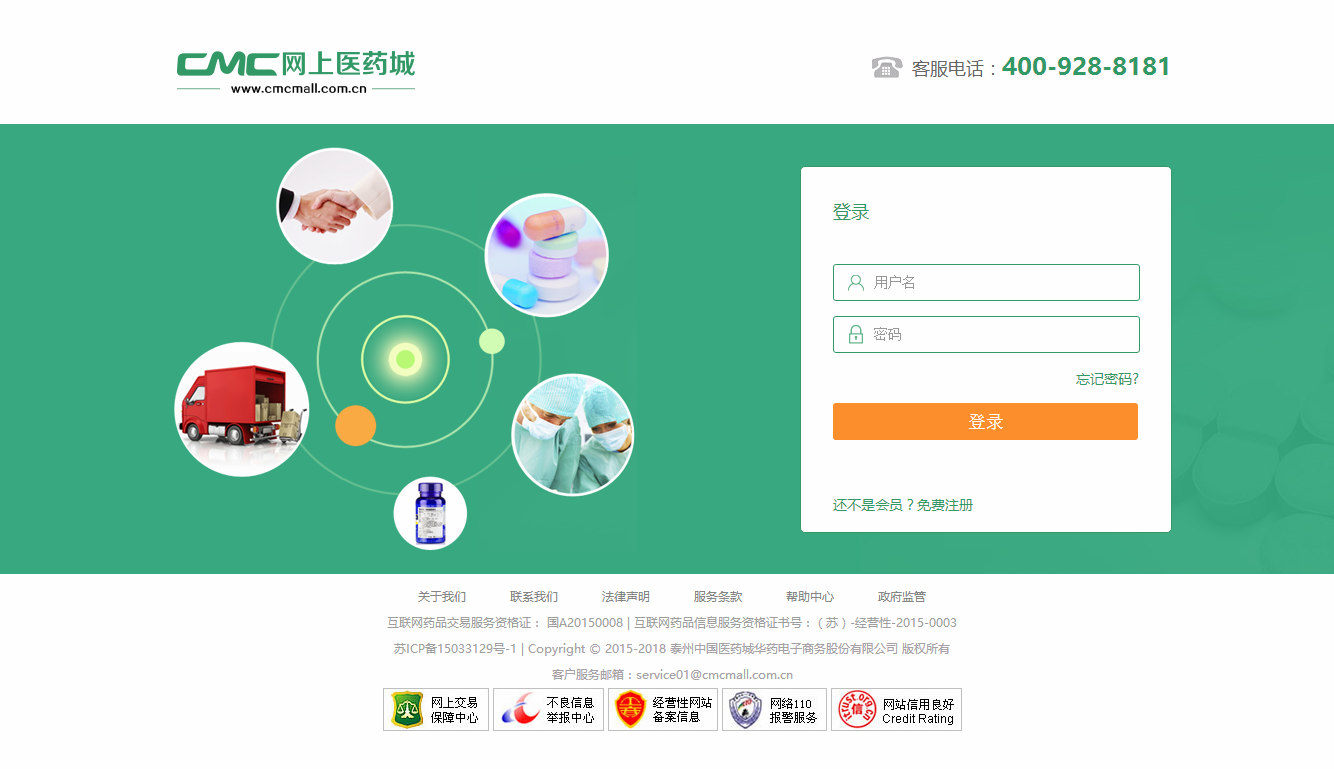 CMC网上医药城
www.cmcmall.com.cn
客服电话：400-928-8181
登录
用户名
密码
忘记密码?
登录
还不是会员？免费注册
关于我们 联系我们 法律声明 服务条款 帮助中心 政府监管
互联网药品交易服务资格证： 国A20150008 | 互联网药品信息服务资格证书号：（苏）-经营性-2015-0003
苏ICP备15033129号-1 | Copyright © 2015-2018 泰州中国医药城华药电子商务股份有限公司 版权所有
客户服务邮箱：service01@cmcmall.com.cn
网上交易
保障中心
不良信息
举报中心
经营性网站
备案信息
网络110
报警服务
itrust.org.cn
信
网站信用良好
Credit Rating